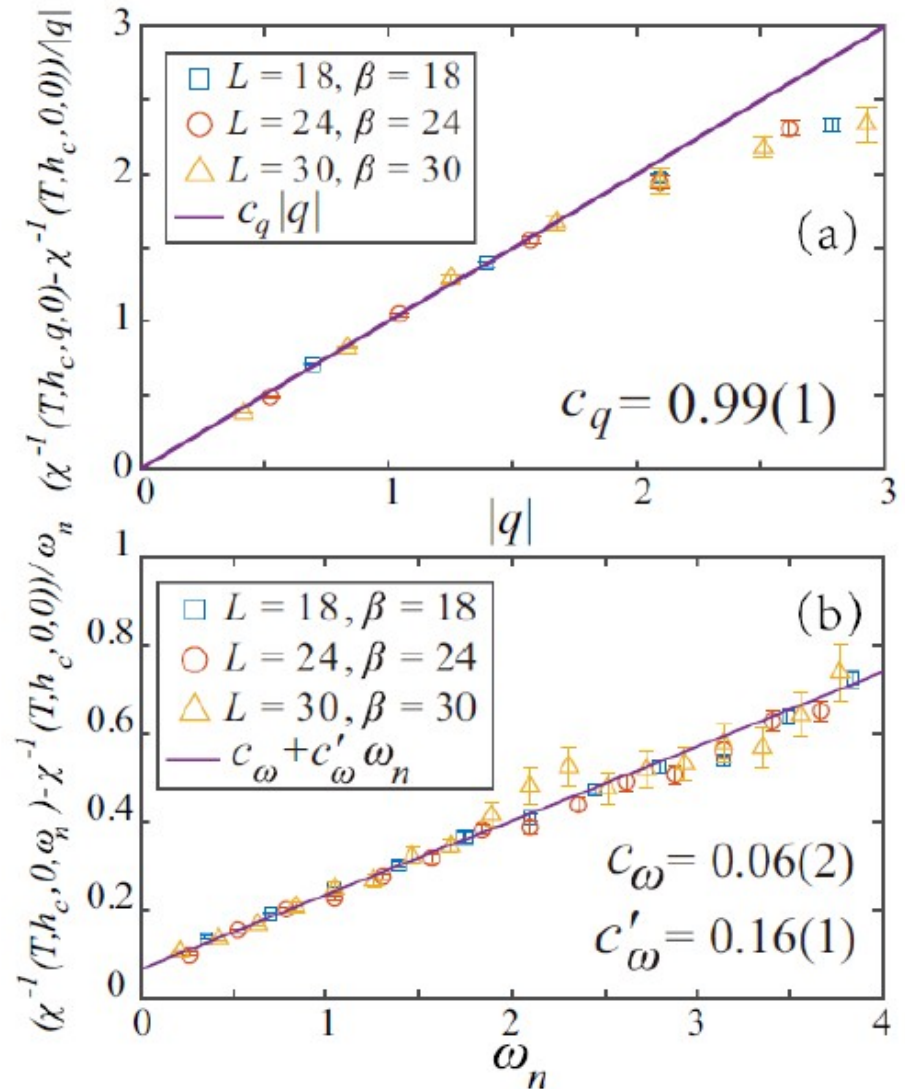 (χ⁻¹(T,h_c,q,0)-χ⁻¹(T,h_c,0,0))/|q|
3
2
1
0
L = 18, β = 18
L = 24, β = 24
L = 30, β = 30
c_q|q|
(a)
c_q = 0.99(1)
0 1 2 3
|q|
(χ⁻¹(T,h_c,0,ω_n)-χ⁻¹(T,h_c,0,0))/ω_n
1
0.8
0.6
0.4
0.2
0
L = 18, β = 18
L = 24, β = 24
L = 30, β = 30
c_ω+c′_ω ω_n
(b)
c_ω = 0.06(2)
c′_ω = 0.16(1)
0 1 2 3 4
ω_n